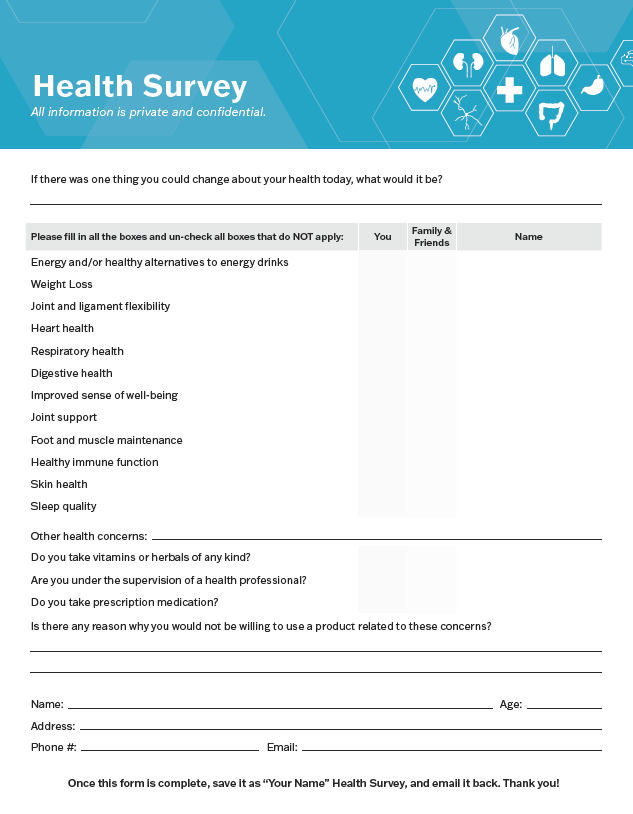 Health Survey
All information is private and confidential.
If there was one thing you could change about your health today, what would it be?
Please fill in all the boxes and un-check all boxes that do NOT apply: You Family & Friends Name
Energy and/or healthy alternatives to energy drinks
Weight Loss
Joint and ligament flexibility
Heart health
Respiratory health
Digestive health
Improved sense of well-being
Joint support
Foot and muscle maintenance
Healthy immune function
Skin health
Sleep quality
Other health concerns:
Do you take vitamins or herbals of any kind?
Are you under the supervision of a health professional?
Do you take prescription medication?
Is there any reason why you would not be willing to use a product related to these concerns?
Name: Age:
Address:
Phone #: Email:
Once this form is complete, save it as “Your Name” Health Survey, and email it back. Thank you!